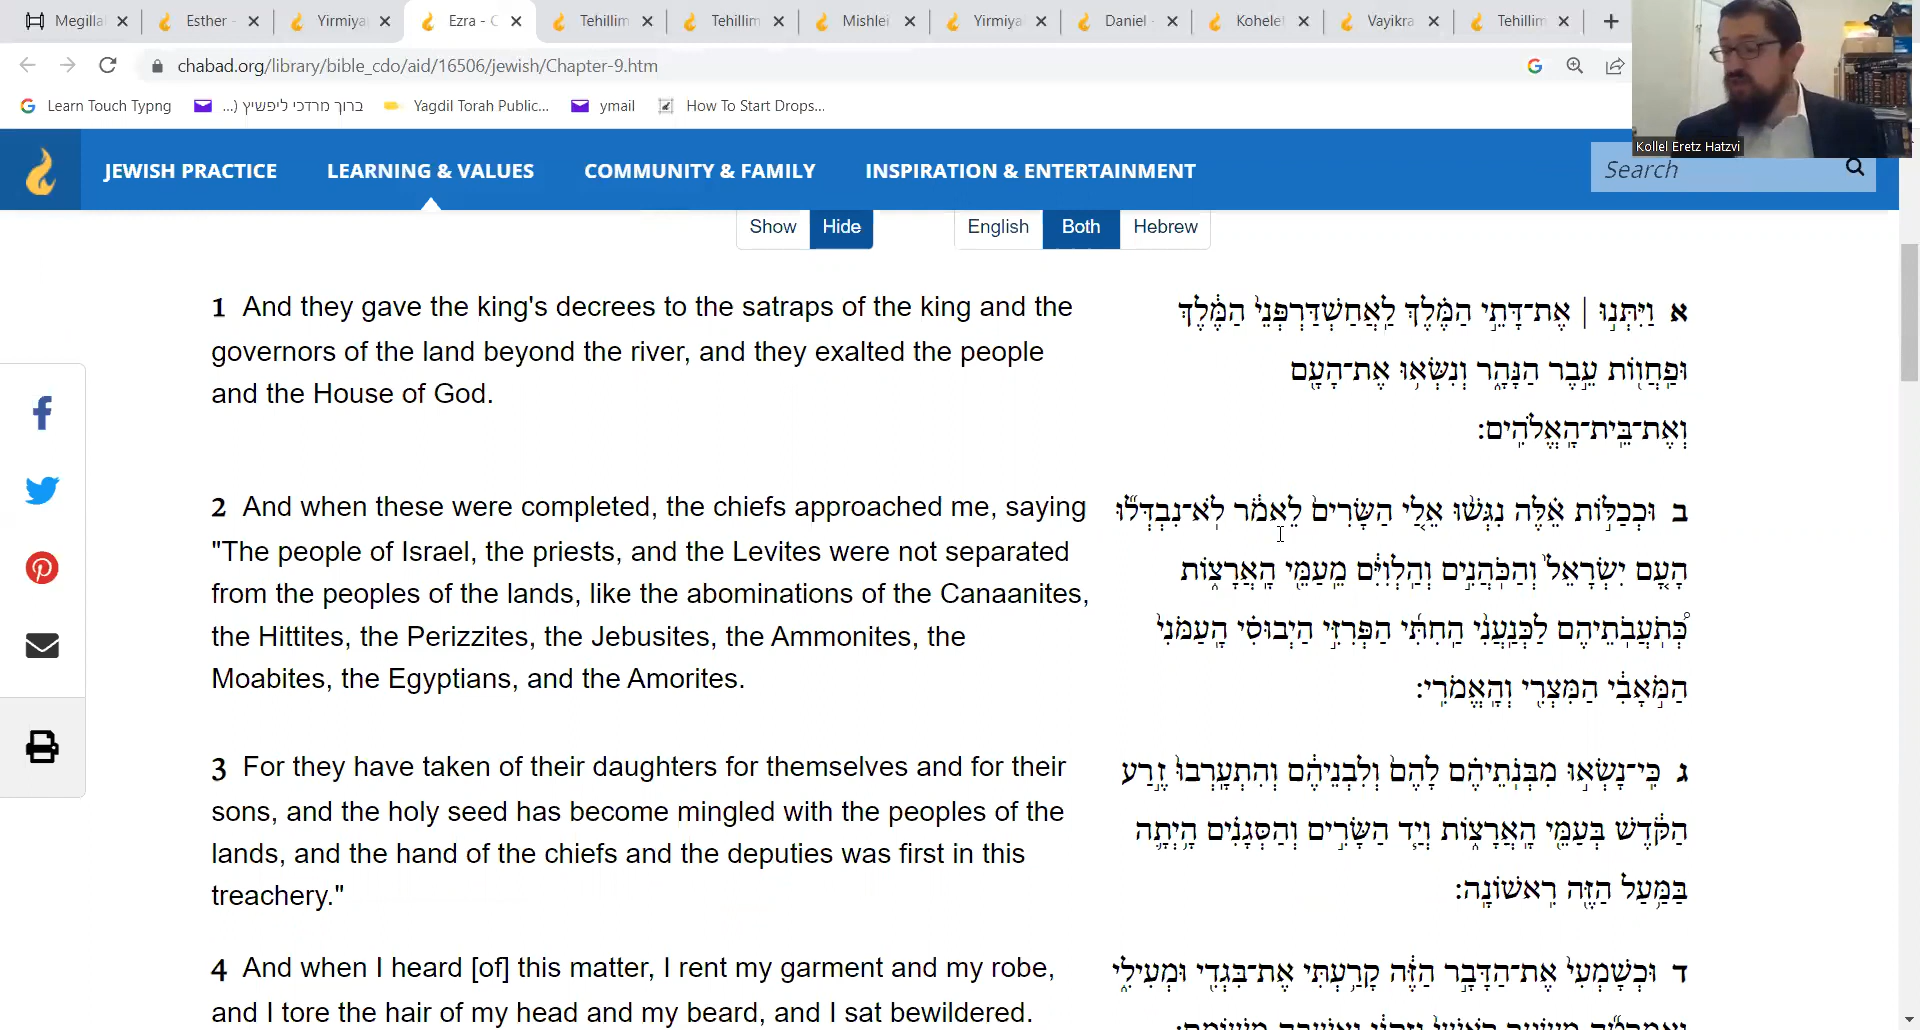 Megilla
Esther -
Yirmiya
Ezra - C
Tehillim
Tehillim
Mishlei
Yirmiya
Daniel -
Kohele
Vayikra
Tehillim
chabad.org/library/bible_cdo/aid/16506/jewish/Chapter-9.htm
Learn Touch Typng
ברוך מרדכי ליפשיץ (...
Yagdil Torah Public...
ymail
How To Start Drops...
Kollel Eretz Hatzvi
JEWISH PRACTICE
LEARNING & VALUES
COMMUNITY & FAMILY
INSPIRATION & ENTERTAINMENT
Search
Show Hide
English Both Hebrew
1 And they gave the king's decrees to the satraps of the king and the
governors of the land beyond the river, and they exalted the people
and the House of God.
א וַיִּתְּנ֣וּ | אֶת־דָּתֵ֣י הַמֶּ֗לֶךְ לַֽאֲחַשְׁדַּרְפְּנֵי֙ הַמֶּ֔לֶךְ
וּפַֽחֲו֖וֹת עֵ֣בֶר הַנָּהָ֑ר וְנִשְּׂא֥וּ אֶת־הָעָ֖ם
וְאֶת־בֵּֽית־הָֽאֱלֹהִֽים:
2 And when these were completed, the chiefs approached me, saying
"The people of Israel, the priests, and the Levites were not separated
from the peoples of the lands, like the abominations of the Canaanites,
the Hittites, the Perizzites, the Jebusites, the Ammonites, the
Moabites, the Egyptians, and the Amorites.
ב וּכְכַלּ֣וֹת אֵ֗לֶּה נִגְּשׁ֨וּ אֵלַ֚י הַשָּׂרִים֙ לֵאמֹ֔ר לֹֽא־נִבְדְּל֞וּ
הָעָ֚ם יִשְׂרָאֵל֙ וְהַכֹּֽהֲנִ֣ים וְהַֽלְוִיִּ֔ם מֵֽעַמֵּ֖י הָֽאֲרָצ֑וֹת
כְּ֠תֹֽעֲבֹֽתֵיהֶם לַכְּנַֽעֲנִ֨י הַֽחִתִּ֜י הַפְּרִזִּ֣י הַיְבוּסִ֗י הָֽעַמֹּנִי֙
הַמֹּ֣אָבִ֔י הַמִּצְרִ֖י וְהָֽאֱמֹרִֽי:
3 For they have taken of their daughters for themselves and for their
sons, and the holy seed has become mingled with the peoples of the
lands, and the hand of the chiefs and the deputies was first in this
treachery."
ג כִּֽי־נָֽשְׂא֣וּ מִבְּנֹֽתֵיהֶ֗ם לָהֶם֙ וְלִבְנֵיהֶ֔ם וְהִתְעָֽרְבוּ֙ זֶ֣רַע
הַקֹּ֔דֶשׁ בְּעַמֵּ֖י הָֽאֲרָצ֑וֹת וְיַ֧ד הַשָּׂרִ֣ים וְהַסְּגָנִ֗ים הָֽיְתָ֛ה
בַּמַּ֥עַל הַזֶּ֖ה רִֽאשׁוֹנָֽה:
4 And when I heard [of] this matter, I rent my garment and my robe,
and I tore the hair of my head and my beard, and I sat bewildered.
ד וּכְשָׁמְעִי֙ אֶת־הַדָּבָ֣ר הַזֶּ֔ה קָרַ֥עְתִּי אֶת־בִּגְדִ֖י וּמְעִילִ֑י